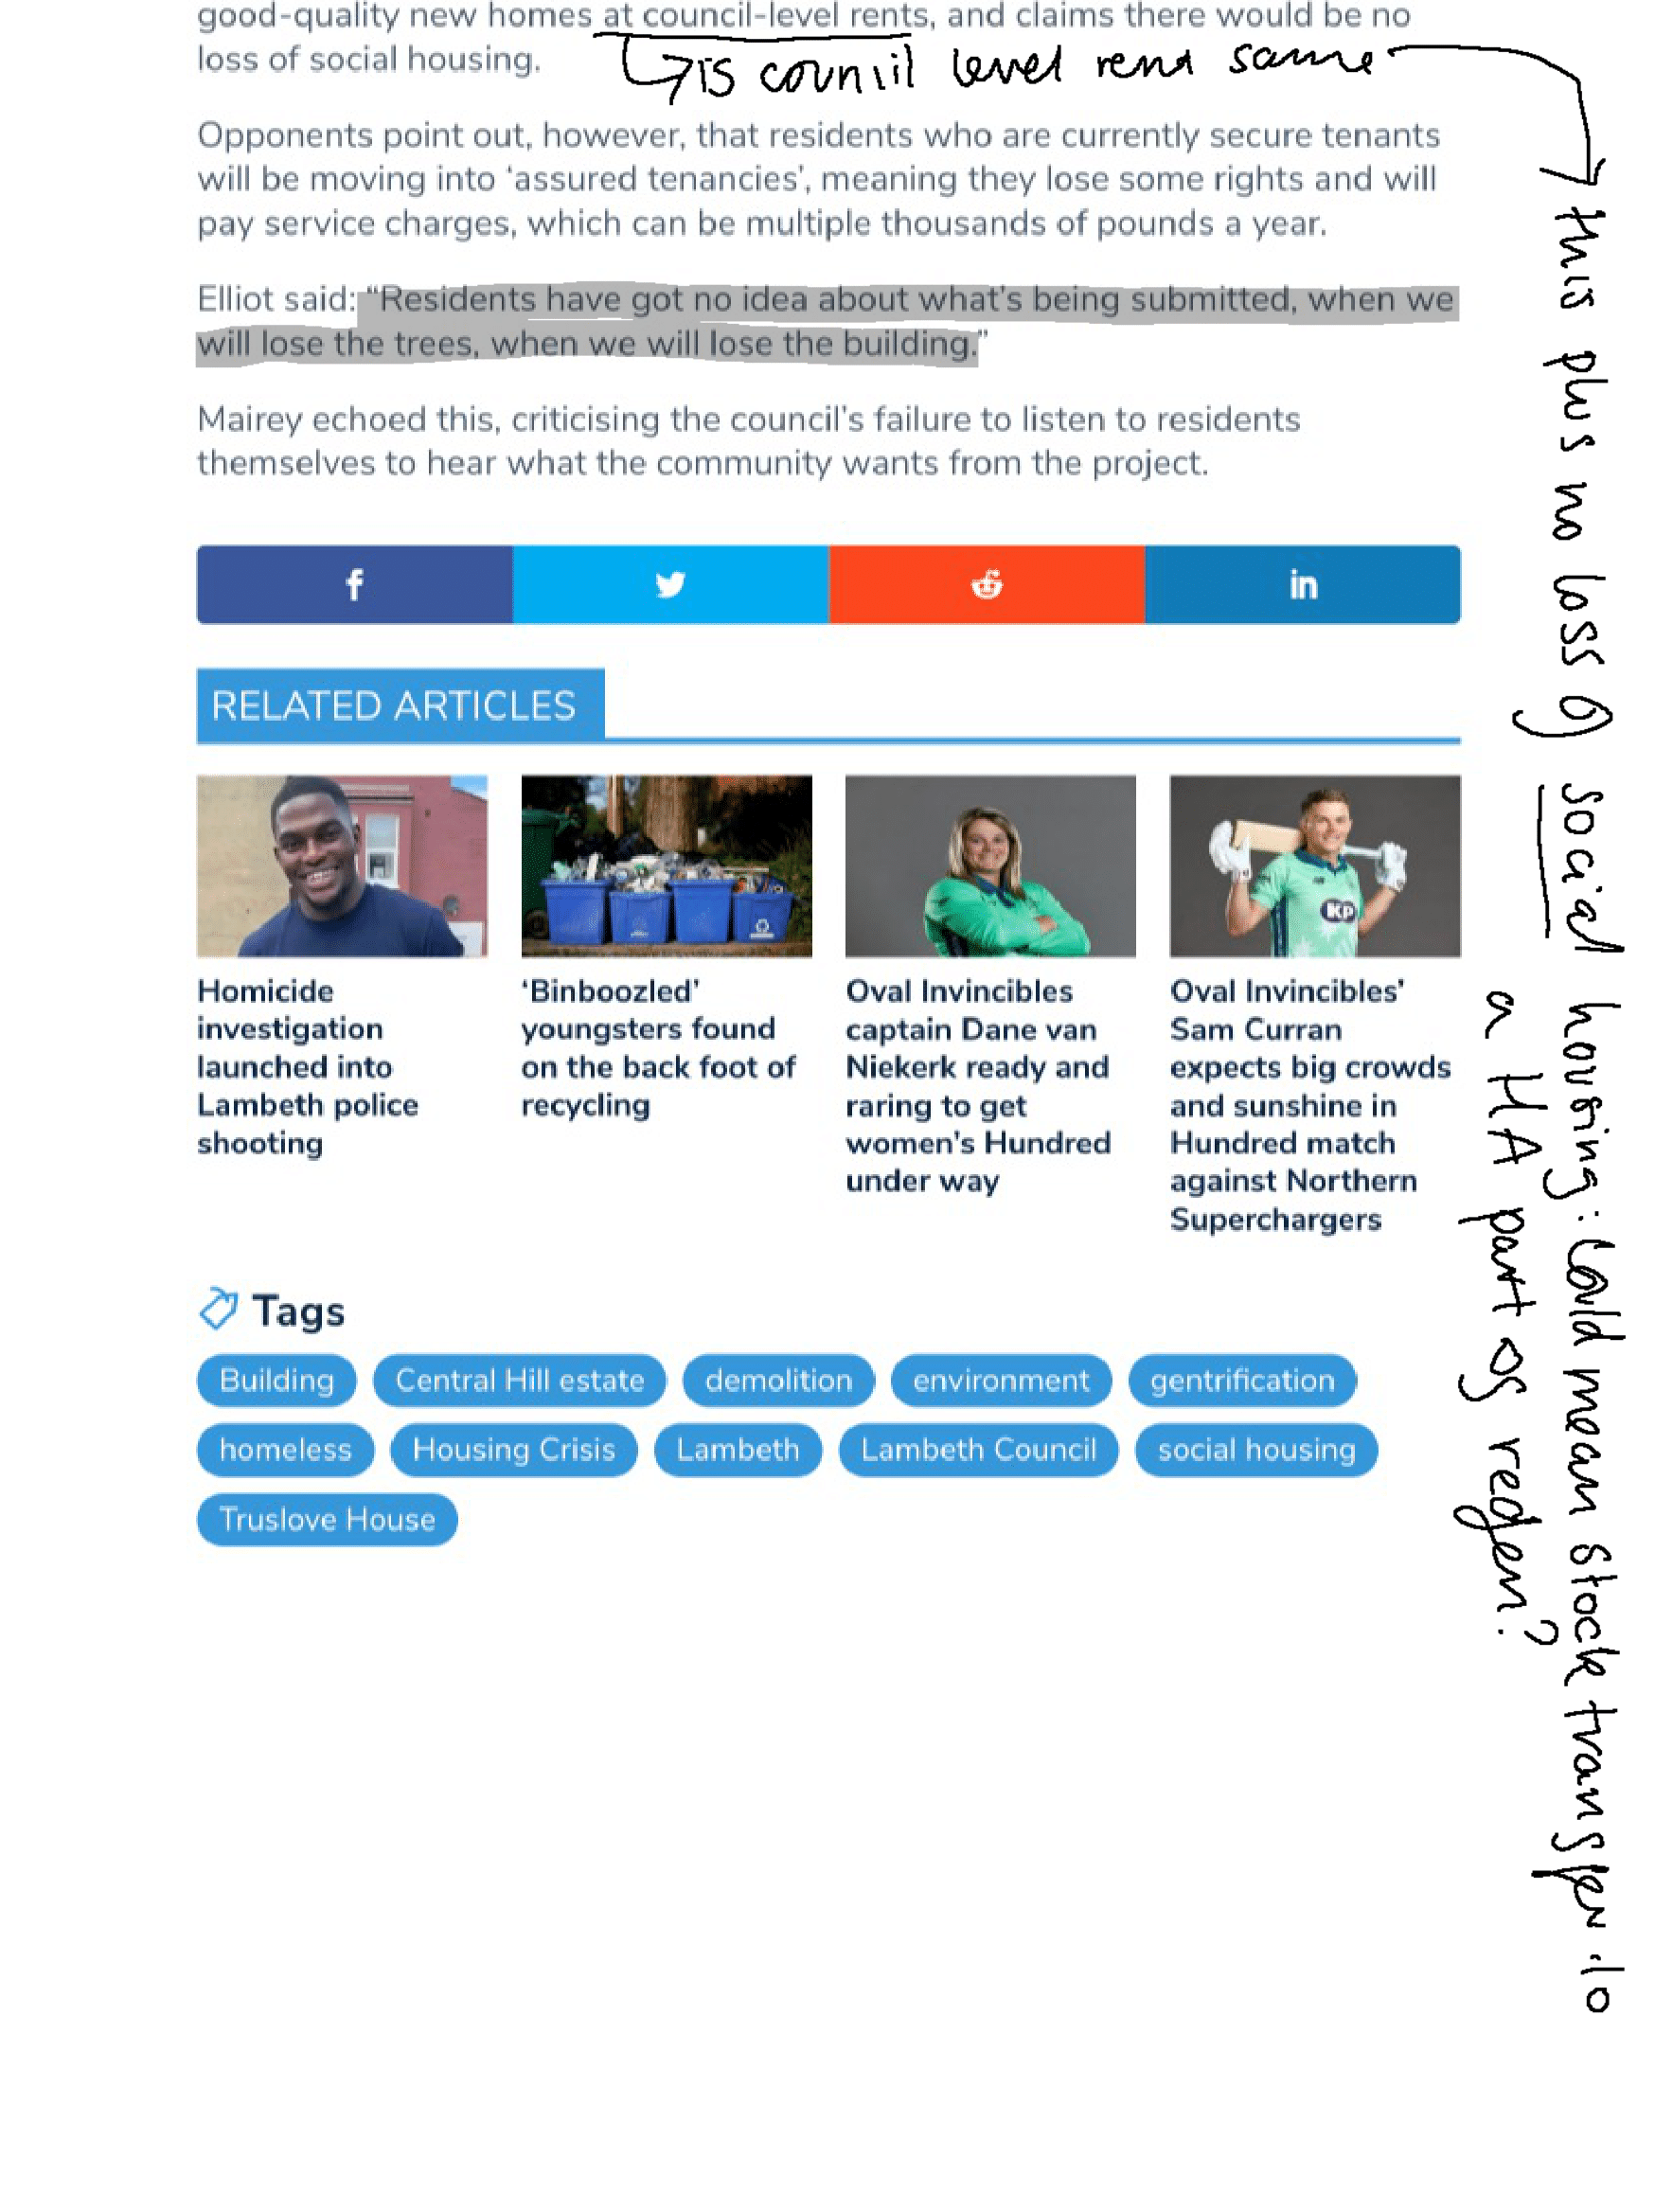 good-quality new homes at council-level rents, and claims there would be no
loss of social housing.
is council level rent same
Opponents point out, however, that residents who are currently secure tenants
will be moving into ‘assured tenancies’, meaning they lose some rights and will
pay service charges, which can be multiple thousands of pounds a year.
Elliot said: “Residents have got no idea about what's being submitted, when we
will lose the trees, when we will lose the building.”
Mairey echoed this, criticising the council's failure to listen to residents
themselves to hear what the community wants from the project.
this plus no loss of social housing: could mean stock transfer to
a HA part of regen?
f
in
RELATED ARTICLES
KP
Homicide
investigation
launched into
Lambeth police
shooting
‘Binboozled’
youngsters found
on the back foot of
recycling
Oval Invincibles
captain Dane van
Niekerk ready and
raring to get
women's Hundred
under way
Oval Invincibles’
Sam Curran
expects big crowds
and sunshine in
Hundred match
against Northern
Superchargers
Tags
Building Central Hill estate demolition environment gentrification
homeless Housing Crisis Lambeth Lambeth Council social housing
Truslove House